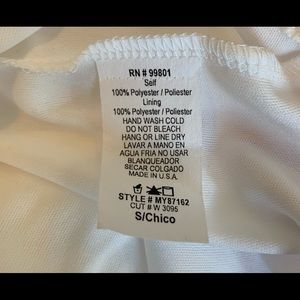 RN # 99801
Self
100% Polyester / Poliester
Lining
100% Polyester / Poliester
HAND WASH COLD
DO NOT BLEACH
HANG OR LINE DRY
LAVAR A MANO EN
AGUA FRIA NO USAR
BLANQUEADOR
SECAR COLGADO
MADE IN U.S.A.
STYLE # MY87162
CUT # W 3095
S/Chico